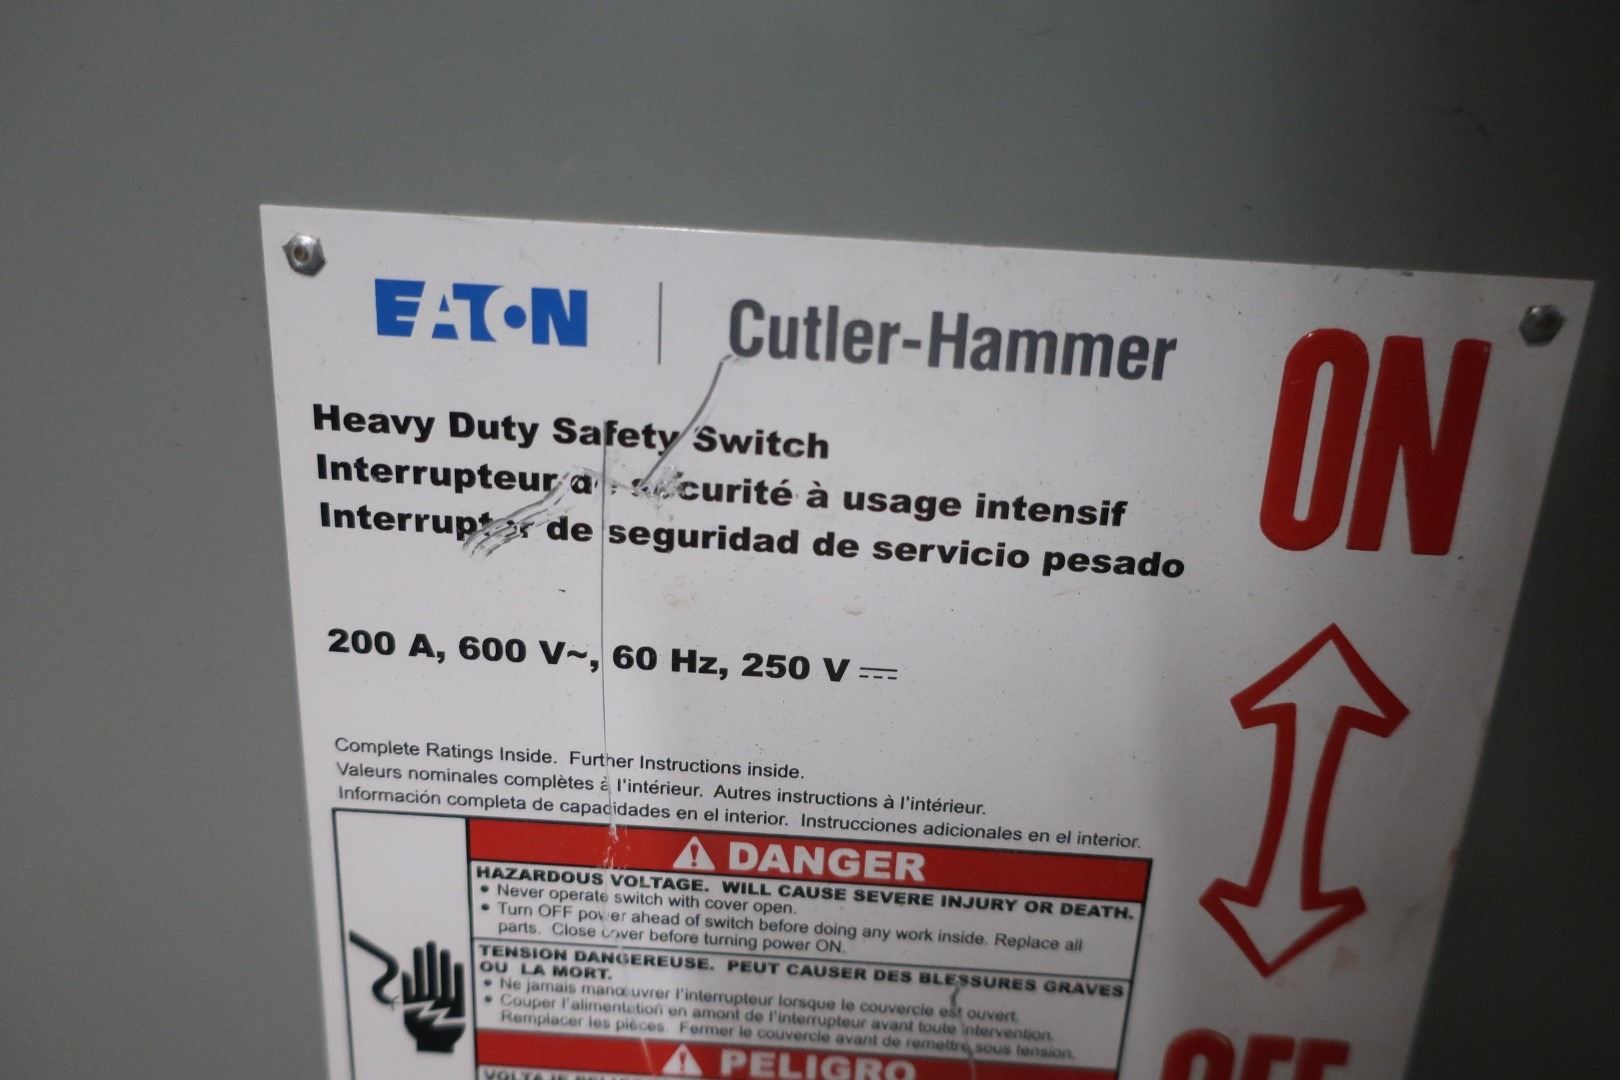 EATON | Cutler-Hammer
ON
Heavy Duty Safety Switch
Interrupteur de sécurité à usage intensif
Interruptor de seguridad de servicio pesado
200 A, 600 V~, 60 Hz, 250 V ⎓
Complete Ratings Inside. Further Instructions inside.
Valeurs nominales complètes à l'intérieur. Autres instructions à l'intérieur.
Información completa de capacidades en el interior. Instrucciones adicionales en el interior.
⚠ DANGER
HAZARDOUS VOLTAGE. WILL CAUSE SEVERE INJURY OR DEATH.
• Never operate switch with cover open.
• Turn OFF power ahead of switch before doing any work inside. Replace all
parts. Close cover before turning power ON.
TENSION DANGEREUSE. PEUT CAUSER DES BLESSURES GRAVES
OU LA MORT.
• Ne jamais manœuvrer l'interrupteur lorsque le couvercle est ouvert.
• Couper l'alimentation en amont de l'interrupteur avant toute intervention.
Remplacer les pièces. Fermer le couvercle avant de remettre sous tension.
⚠ PELIGRO
OFF